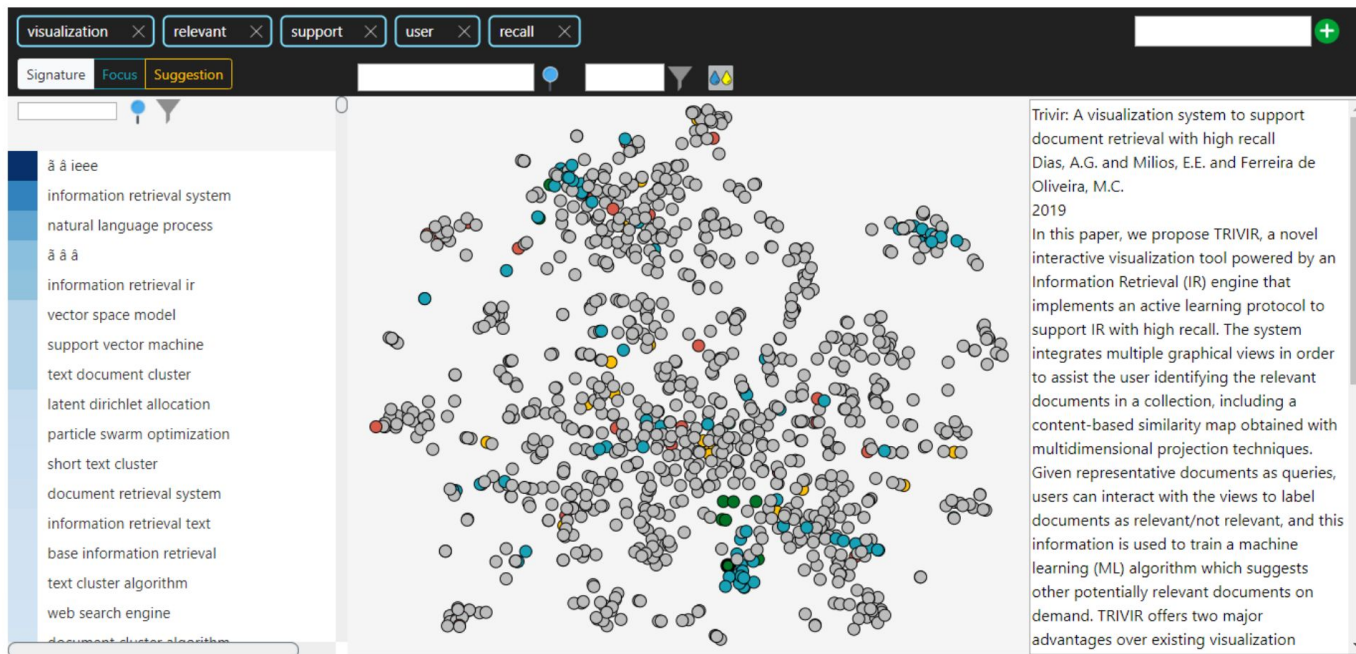 visualization
relevant
support
user
recall
Signature
Focus
Suggestion
ã â ieee
information retrieval system
natural language process
ã â â
information retrieval ir
vector space model
support vector machine
text document cluster
latent dirichlet allocation
particle swarm optimization
short text cluster
document retrieval system
information retrieval text
base information retrieval
text cluster algorithm
web search engine
document cluster algorithm
Trivir: A visualization system to support
document retrieval with high recall
Dias, A.G. and Milios, E.E. and Ferreira de
Oliveira, M.C.
2019
In this paper, we propose TRIVIR, a novel
interactive visualization tool powered by an
Information Retrieval (IR) engine that
implements an active learning protocol to
support IR with high recall. The system
integrates multiple graphical views in order
to assist the user identifying the relevant
documents in a collection, including a
content-based similarity map obtained with
multidimensional projection techniques.
Given representative documents as queries,
users can interact with the views to label
documents as relevant/not relevant, and this
information is used to train a machine
learning (ML) algorithm which suggests
other potentially relevant documents on
demand. TRIVIR offers two major
advantages over existing visualization